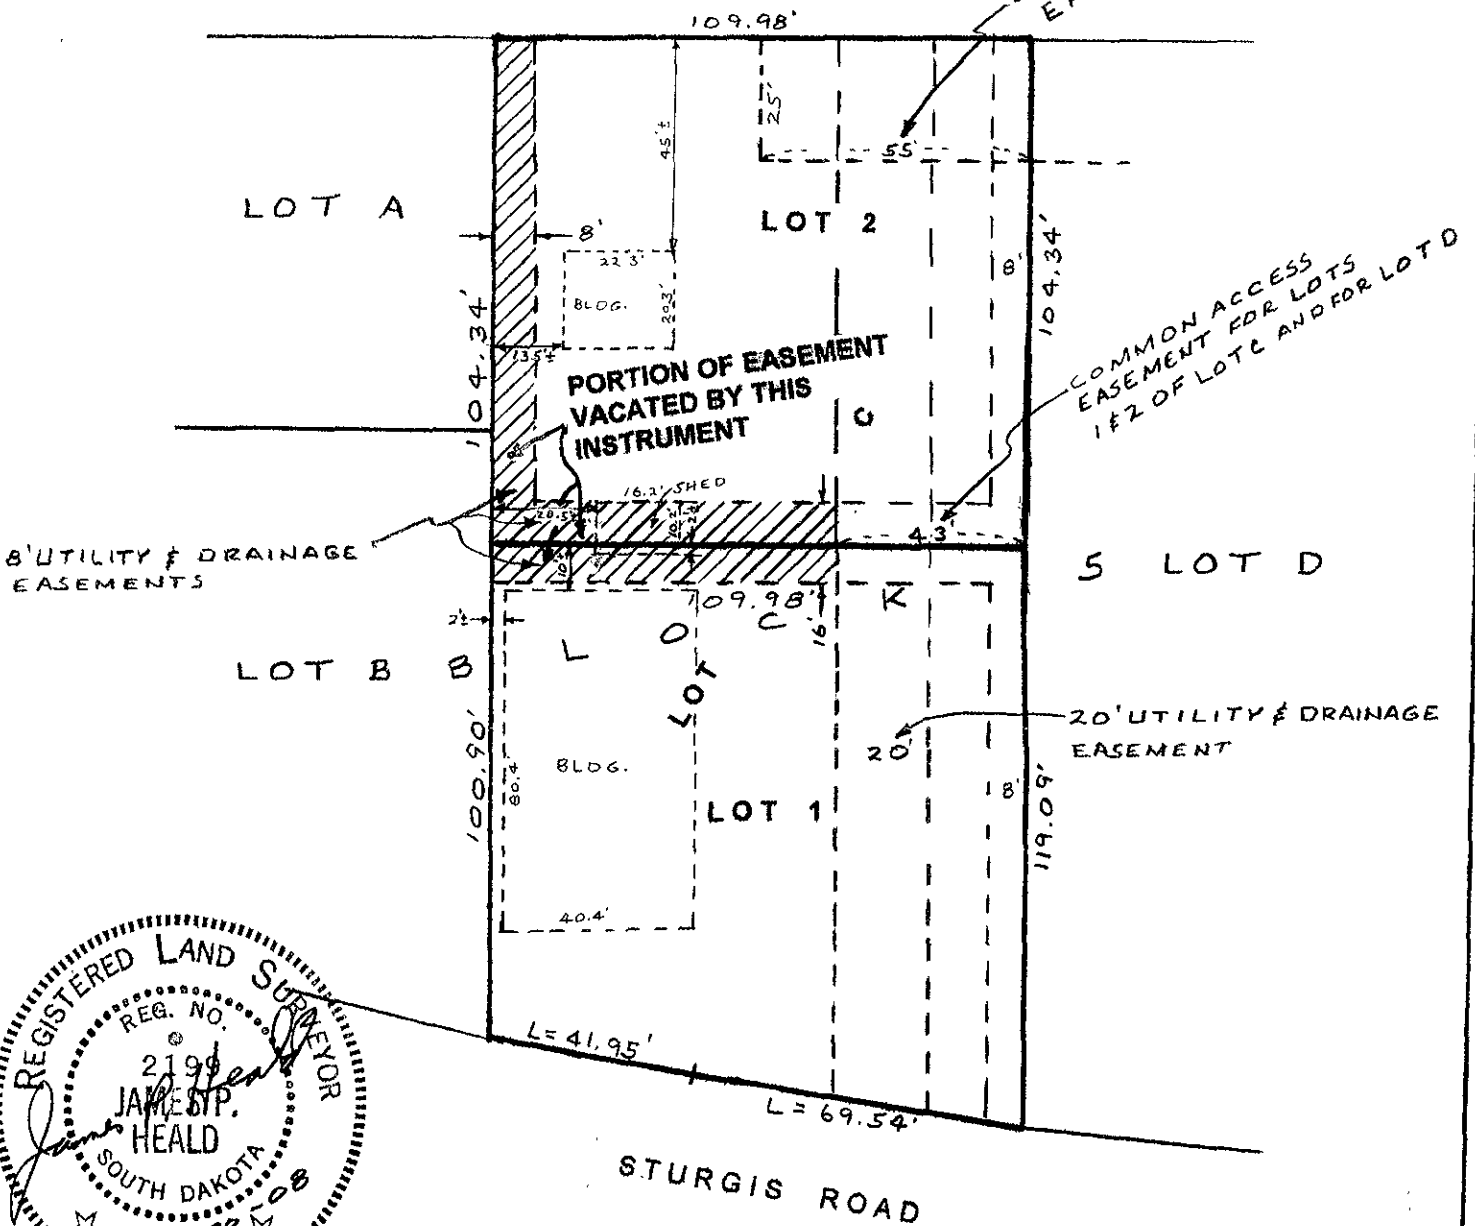 109.98'
25'
55'
45'±
LOT A
8'
LOT 2
22.3'
BLDG.
20.3'
8'
104.34'
104.34'
13.5'±
COMMON ACCESS
EASEMENT FOR LOTS
1 & 2 OF LOT C AND FOR LOT D
PORTION OF EASEMENT
VACATED BY THIS
INSTRUMENT
C
16.2' SHED
20.5'±
10.2'
43'
8' UTILITY & DRAINAGE
EASEMENTS
5 LOT D
109.98'
16'
2'±
LOT B
B L O C K
LOT
100.90'
80.4'
BLDG.
20'
20' UTILITY & DRAINAGE
EASEMENT
LOT 1
8'
119.09'
40.4'
L= 41.95'
L= 69.54'
STURGIS ROAD
REGISTERED LAND SURVEYOR
REG. NO.
2199
JAMES P.
HEALD
SOUTH DAKOTA
James P Heald